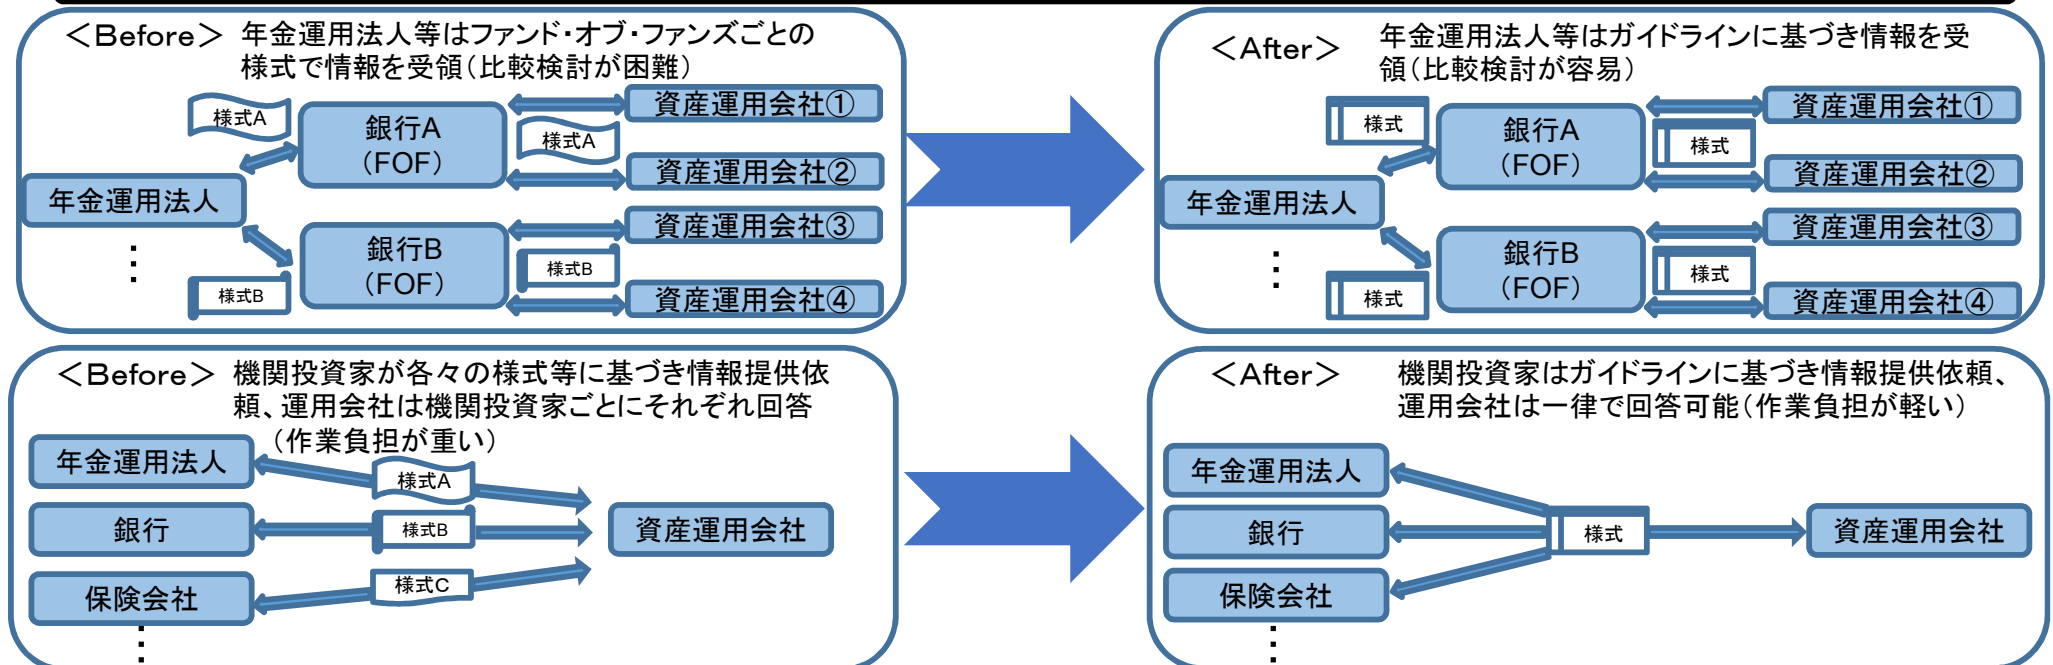 ＜Before＞ 年金運用法人等はファンド・オブ・ファンズごとの
様式で情報を受領（比較検討が困難）
様式A
銀行A
（FOF）
様式A
資産運用会社①
資産運用会社②
年金運用法人
⋮
様式B
銀行B
（FOF）
様式B
資産運用会社③
資産運用会社④
＜After＞ 年金運用法人等はガイドラインに基づき情報を受
領（比較検討が容易）
様式
銀行A
（FOF）
様式
資産運用会社①
資産運用会社②
年金運用法人
⋮
様式
銀行B
（FOF）
様式
資産運用会社③
資産運用会社④
＜Before＞ 機関投資家が各々の様式等に基づき情報提供依
頼、運用会社は機関投資家ごとにそれぞれ回答
（作業負担が重い）
年金運用法人
様式A
銀行
様式B
資産運用会社
保険会社
様式C
⋮
＜After＞ 機関投資家はガイドラインに基づき情報提供依頼、
運用会社は一律で回答可能（作業負担が軽い）
年金運用法人
銀行
様式
資産運用会社
保険会社
⋮